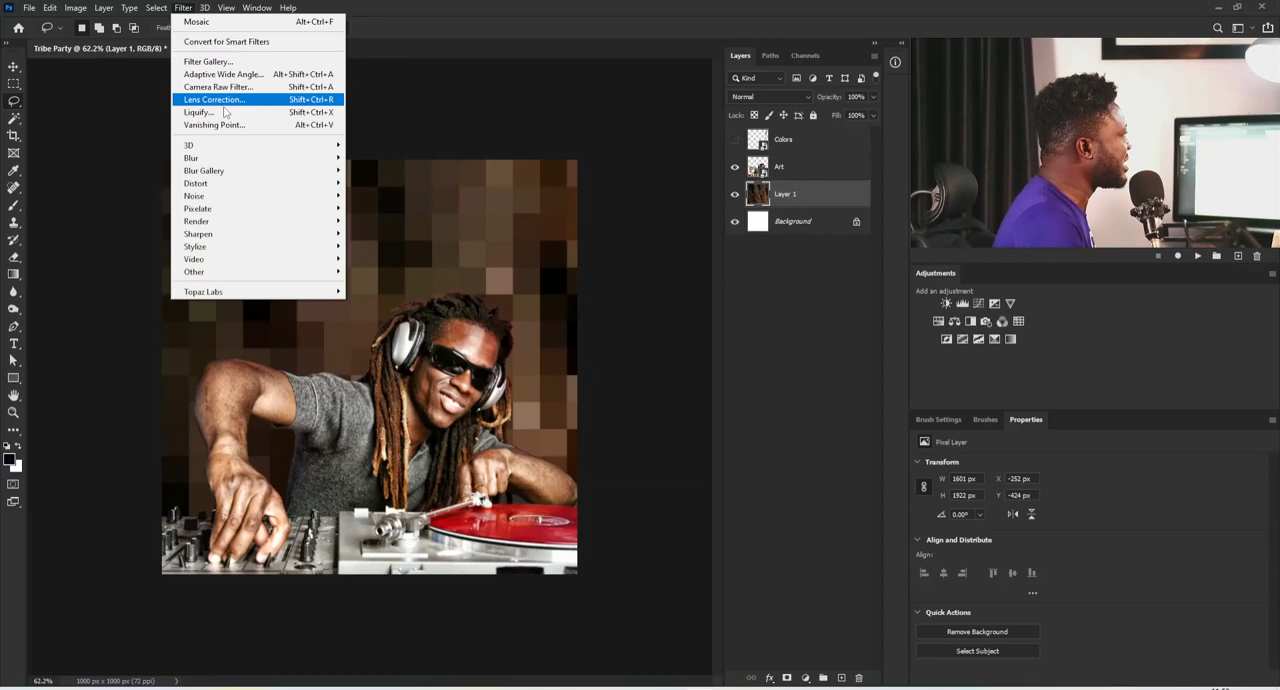 Ps File Edit Image Layer Type Select Filter 3D View Window Help
Tribe Party @ 62.2% (Layer 1, RGB/8) *
Mosaic Alt+Ctrl+F
Convert for Smart Filters
Filter Gallery...
Adaptive Wide Angle... Alt+Shift+Ctrl+A
Camera Raw Filter... Shift+Ctrl+A
Lens Correction... Shift+Ctrl+R
Liquify... Shift+Ctrl+X
Vanishing Point... Alt+Ctrl+V
3D
Blur
Blur Gallery
Distort
Noise
Pixelate
Render
Sharpen
Stylize
Video
Other
Topaz Labs
62.2% 1000 px x 1000 px (72 ppi)
Layers Paths Channels
Kind
Normal Opacity: 100%
Lock: Fill: 100%
Colors
Art
Layer 1
Background
fx
Adjustments
Add an adjustment
Brush Settings Brushes Properties
Pixel Layer
Transform
W 1601 px X -252 px
H 1922 px Y -424 px
0.00°
Align and Distribute
Align:
Quick Actions
Remove Background
Select Subject